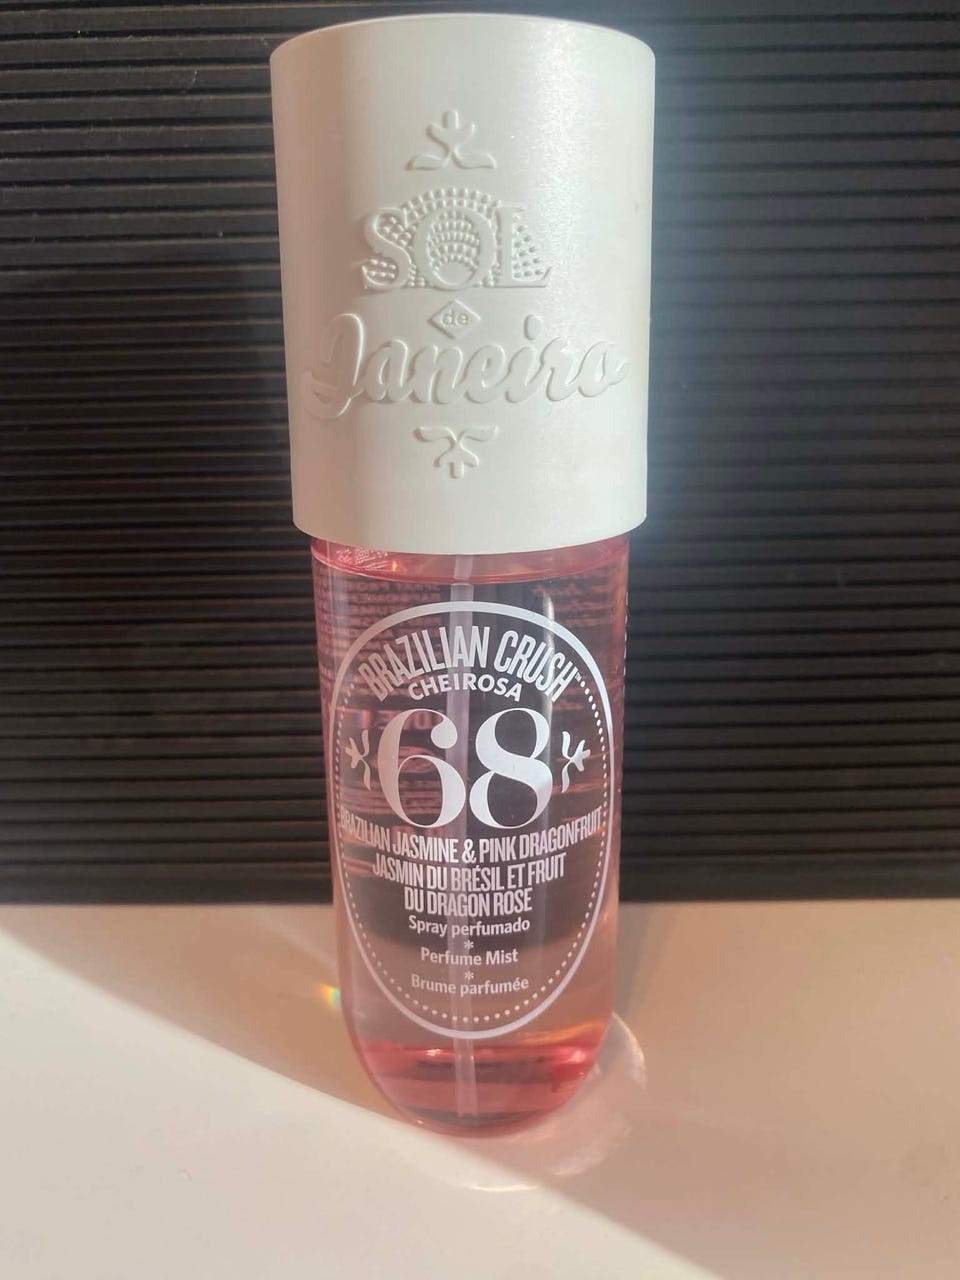 SOL
de
Janeiro
BRAZILIAN CRUSH™
CHEIROSA
68
BRAZILIAN JASMINE & PINK DRAGONFRUIT
JASMIN DU BRÉSIL ET FRUIT
DU DRAGON ROSE
Spray perfumado
*
Perfume Mist
*
Brume parfumée